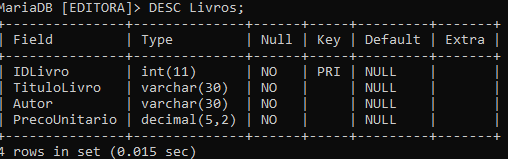 MariaDB [EDITORA]> DESC Livros;
+---------------+--------------+------+-----+---------+-------+
| Field         | Type         | Null | Key | Default | Extra |
+---------------+--------------+------+-----+---------+-------+
| IDLivro       | int(11)      | NO   | PRI | NULL    |       |
| TituloLivro   | varchar(30)  | NO   |     | NULL    |       |
| Autor         | varchar(30)  | NO   |     | NULL    |       |
| PrecoUnitario | decimal(5,2) | NO   |     | NULL    |       |
+---------------+--------------+------+-----+---------+-------+
4 rows in set (0.015 sec)